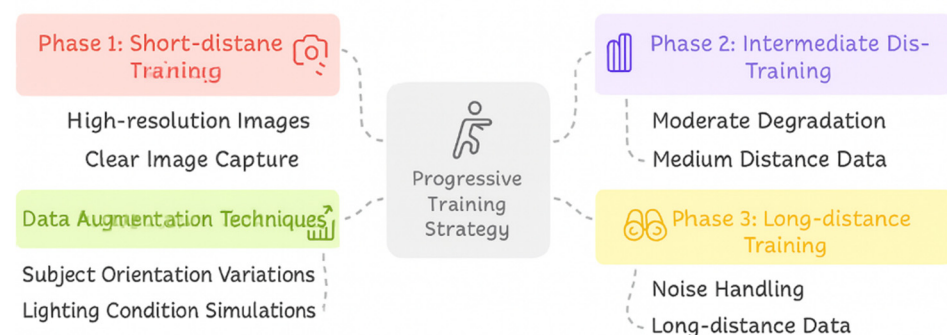 Phase 1: Short-distane
Training
High-resolution Images
Clear Image Capture
Data Augmentation Techniques
Subject Orientation Variations
Lighting Condition Simulations
Progressive
Training
Strategy
Phase 2: Intermediate Dis-
Training
Moderate Degradation
Medium Distance Data
Phase 3: Long-distance
Training
Noise Handling
Long-distance Data